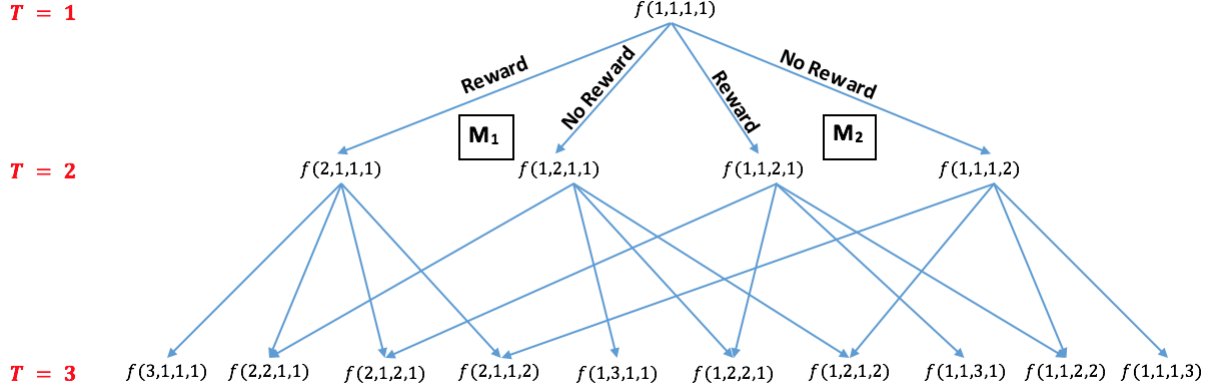 T = 1 f(1,1,1,1)
Reward No Reward Reward No Reward
M₁ M₂
T = 2 f(2,1,1,1) f(1,2,1,1) f(1,1,2,1) f(1,1,1,2)
T = 3 f(3,1,1,1) f(2,2,1,1) f(2,1,2,1) f(2,1,1,2) f(1,3,1,1) f(1,2,2,1) f(1,2,1,2) f(1,1,3,1) f(1,1,2,2) f(1,1,1,3)